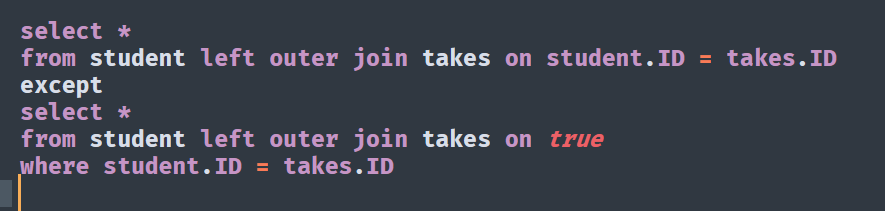 select *
from student left outer join takes on student.ID = takes.ID
except
select *
from student left outer join takes on true
where student.ID = takes.ID